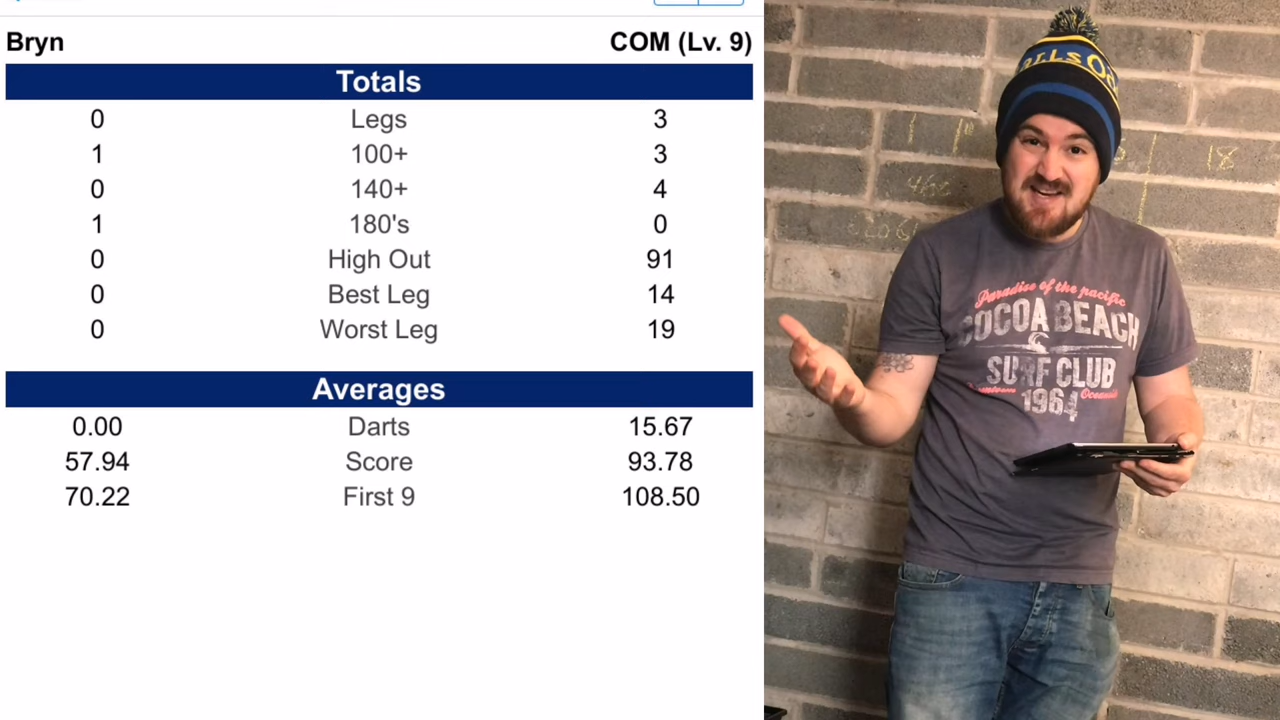 Bryn COM (Lv. 9)
Totals
0 Legs 3
1 100+ 3
0 140+ 4
1 180's 0
0 High Out 91
0 Best Leg 14
0 Worst Leg 19
Averages
0.00 Darts 15.67
57.94 Score 93.78
70.22 First 9 108.50
18
Paradise of the pacific
COCOA BEACH
SURF CLUB
1964